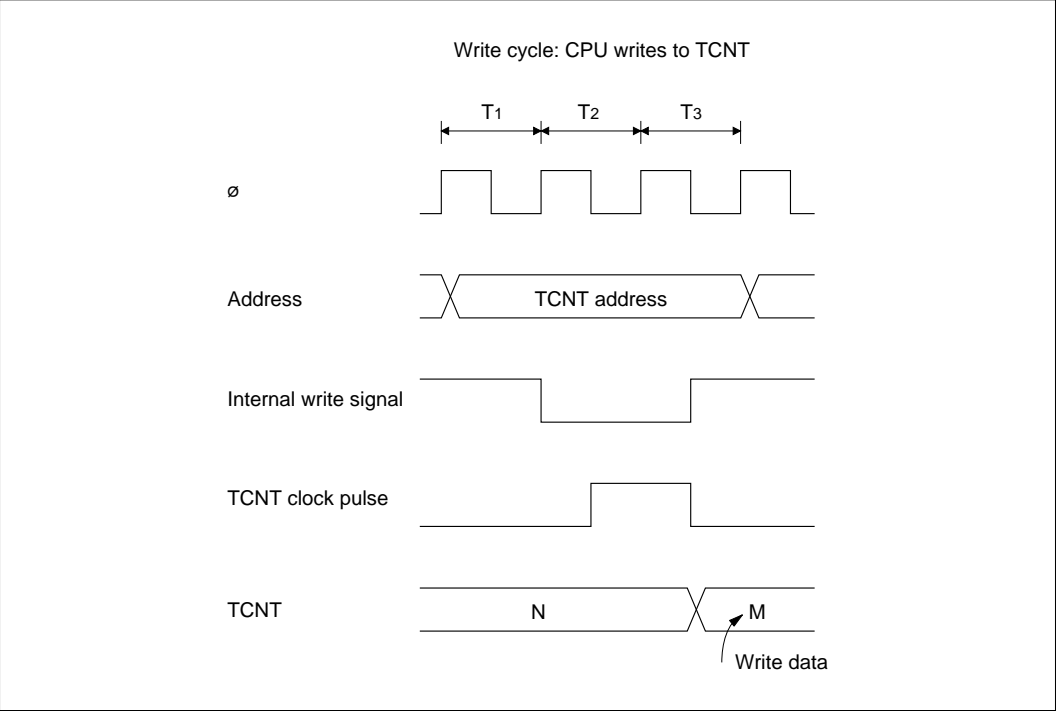 Write cycle: CPU writes to TCNT
T1 T2 T3
ø
Address TCNT address
Internal write signal
TCNT clock pulse
TCNT N M
Write data